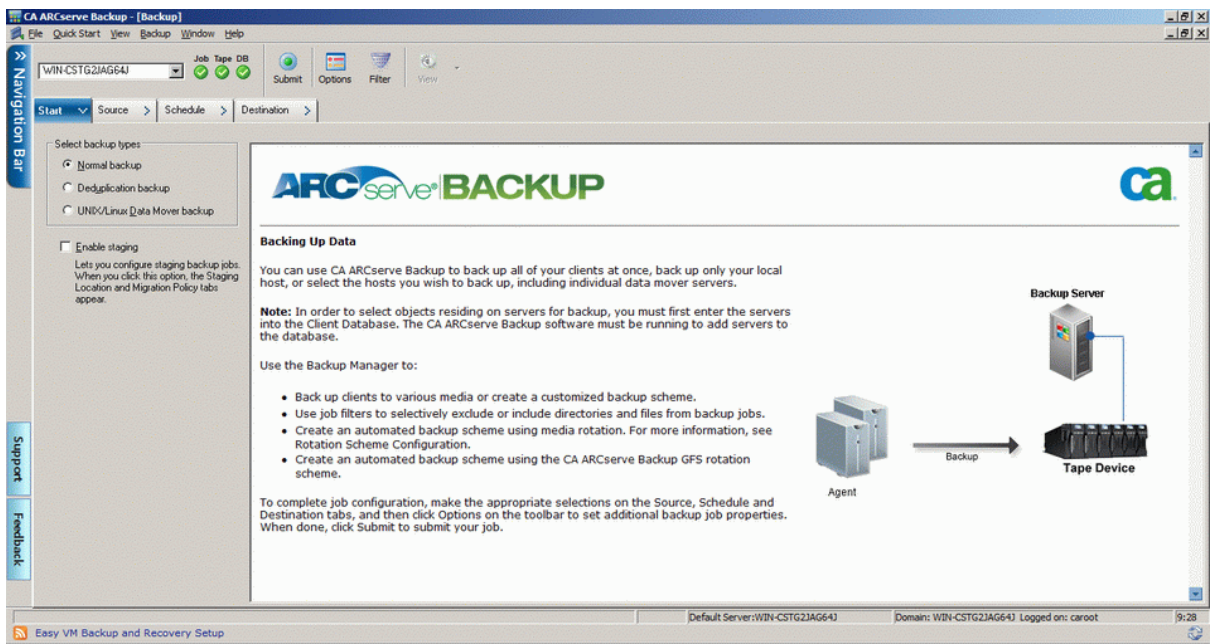 CA ARCserve Backup - [Backup]
File Quick Start View Backup Window Help
Navigation Bar
WIN-CSTG2JAG64J
Job Tape DB
Submit Options Filter View
Start Source Schedule Destination
Select backup types
Normal backup
Deduplication backup
UNIX/Linux Data Mover backup
Enable staging
Lets you configure staging backup jobs.
When you click this option, the Staging
Location and Migration Policy tabs
appear.
ARCserve® BACKUP
ca
Backing Up Data
You can use CA ARCserve Backup to back up all of your clients at once, back up only your local
host, or select the hosts you wish to back up, including individual data mover servers.
Note: In order to select objects residing on servers for backup, you must first enter the servers
into the Client Database. The CA ARCserve Backup software must be running to add servers to
the database.
Use the Backup Manager to:
• Back up clients to various media or create a customized backup scheme.
• Use job filters to selectively exclude or include directories and files from backup jobs.
• Create an automated backup scheme using media rotation. For more information, see
Rotation Scheme Configuration.
• Create an automated backup scheme using the CA ARCserve Backup GFS rotation
scheme.
To complete job configuration, make the appropriate selections on the Source, Schedule and
Destination tabs, and then click Options on the toolbar to set additional backup job properties.
When done, click Submit to submit your job.
Backup Server
Backup
Tape Device
Agent
Support
Feedback
Default Server:WIN-CSTG2JAG64J Domain: WIN-CSTG2JAG64J Logged on: caroot 9:28
Easy VM Backup and Recovery Setup